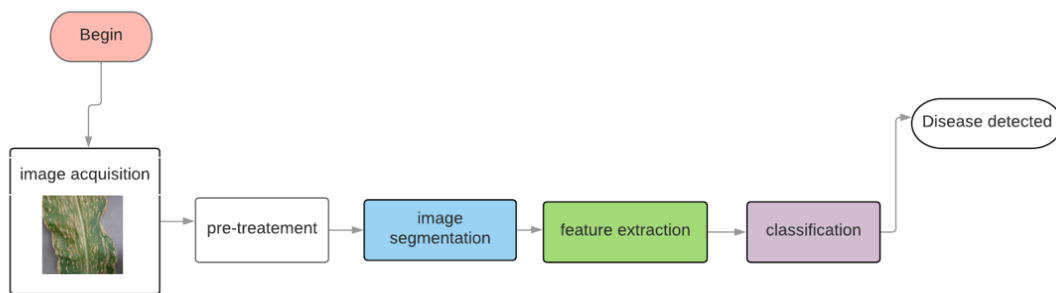 Begin
image acquisition
pre-treatement
image
segmentation
feature extraction
classification
Disease detected